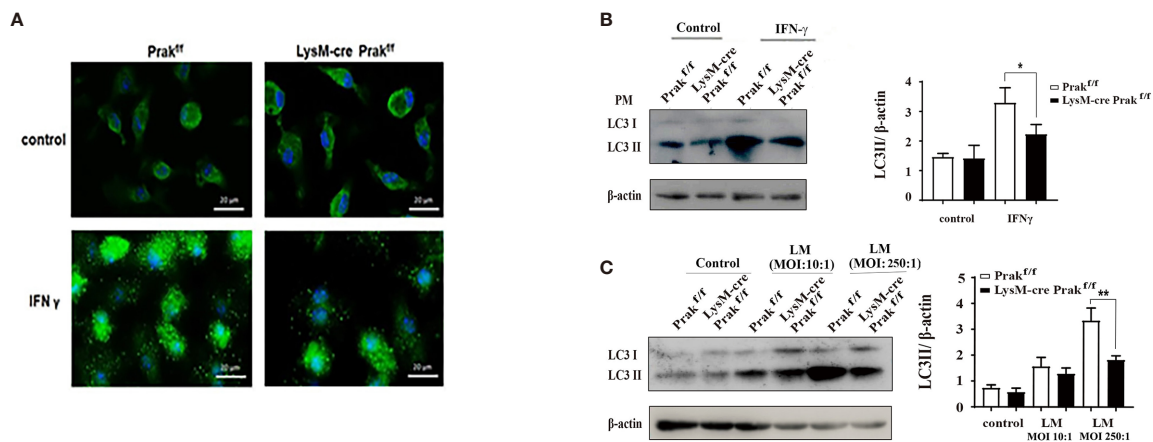 A
Prakf/f
LysM-cre Prakf/f
control
20 μm
20 μm
IFN γ
20 μm
20 μm
B
Control
IFN-γ
Prak f/f
LysM-cre
Prak f/f
Prak f/f
LysM-cre
Prak f/f
PM
LC3 I
LC3 II
β-actin
LC3II/ β-actin
4
3
2
1
0
*
Prakf/f
LysM-cre Prak f/f
control
IFNγ
C
Control
LM
(MOI:10:1)
LM
(MOI: 250:1)
Prak f/f
LysM-cre
Prak f/f
Prak f/f
LysM-cre
Prak f/f
Prak f/f
LysM-cre
Prak f/f
LC3 I
LC3 II
β-actin
LC3II/ β-actin
5
4
3
2
1
0
**
Prakf/f
LysM-cre Prak f/f
control
LM
MOI 10:1
LM
MOI 250:1